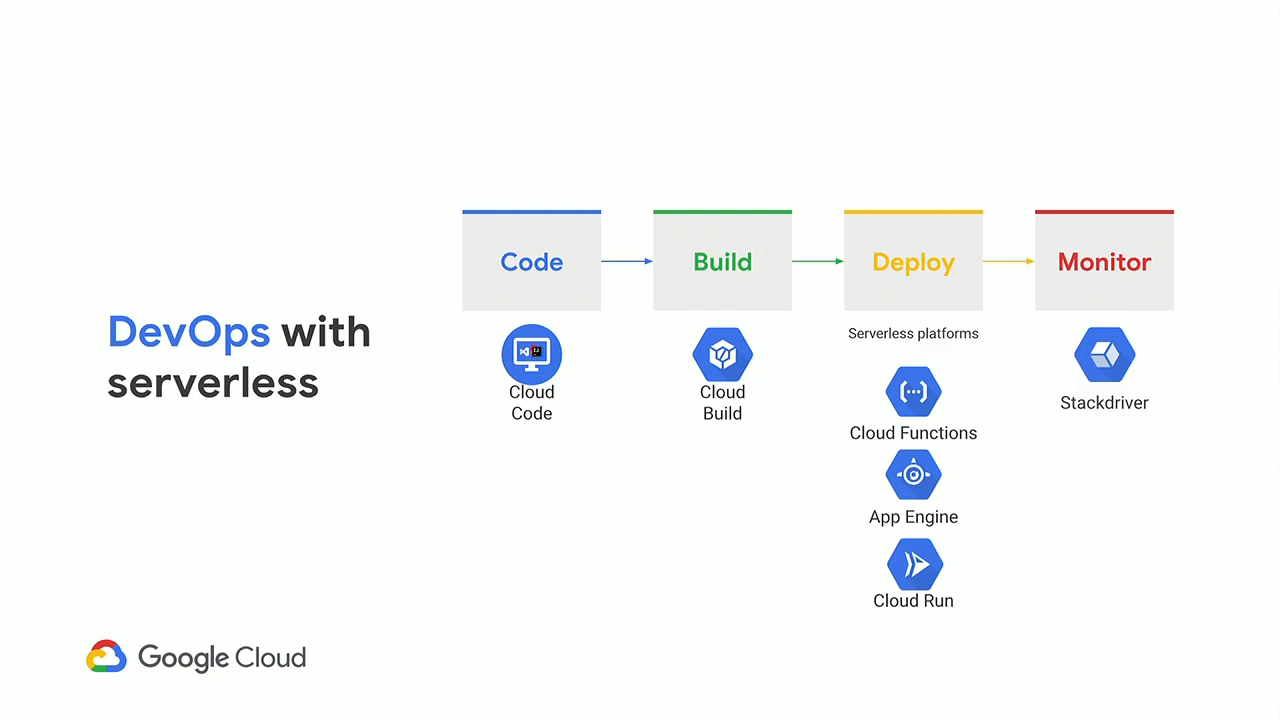 DevOps with
serverless
Code
Build
Deploy
Monitor
Cloud
Code
Cloud
Build
Serverless platforms
Cloud Functions
App Engine
Cloud Run
Stackdriver
Google Cloud